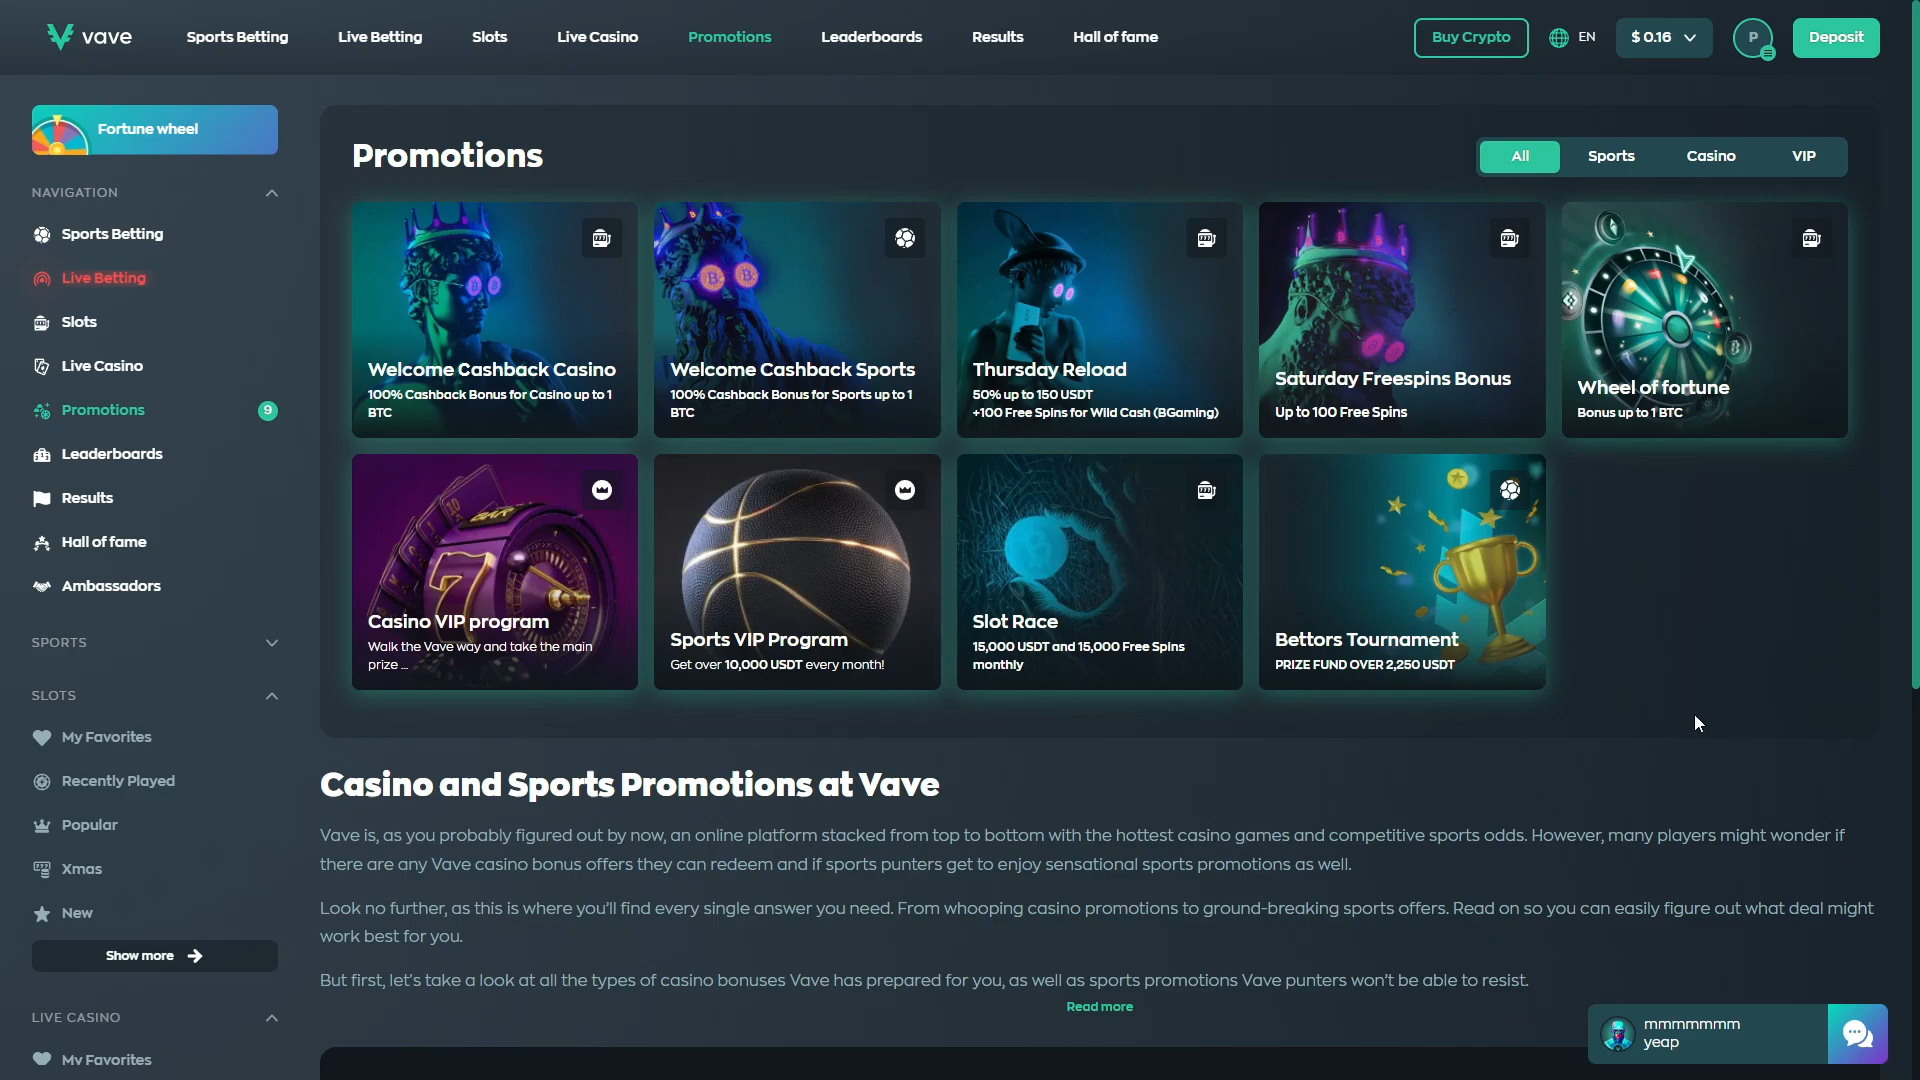 vave
Sports Betting
Live Betting
Slots
Live Casino
Promotions
Leaderboards
Results
Hall of fame
Buy Crypto
EN
$ 0.16
P
Deposit
Fortune wheel
NAVIGATION
Sports Betting
Live Betting
Slots
Live Casino
Promotions
9
Leaderboards
Results
Hall of fame
Ambassadors
SPORTS
SLOTS
My Favorites
Recently Played
Popular
Xmas
New
Show more
LIVE CASINO
My Favorites
Promotions
All
Sports
Casino
VIP
Welcome Cashback Casino
100% Cashback Bonus for Casino up to 1
BTC
Welcome Cashback Sports
100% Cashback Bonus for Sports up to 1
BTC
Thursday Reload
50% up to 150 USDT
+100 Free Spins for Wild Cash (BGaming)
Saturday Freespins Bonus
Up to 100 Free Spins
Wheel of fortune
Bonus up to 1 BTC
BAR
7
Casino VIP program
Walk the Vave way and take the main
prize ...
Sports VIP Program
Get over 10,000 USDT every month!
Slot Race
15,000 USDT and 15,000 Free Spins
monthly
Bettors Tournament
PRIZE FUND OVER 2,250 USDT
Casino and Sports Promotions at Vave
Vave is, as you probably figured out by now, an online platform stacked from top to bottom with the hottest casino games and competitive sports odds. However, many players might wonder if
there are any Vave casino bonus offers they can redeem and if sports punters get to enjoy sensational sports promotions as well.
Look no further, as this is where you'll find every single answer you need. From whooping casino promotions to ground-breaking sports offers. Read on so you can easily figure out what deal might
work best for you.
But first, let's take a look at all the types of casino bonuses Vave has prepared for you, as well as sports promotions Vave punters won't be able to resist.
Read more
mmmmmmm
yeap